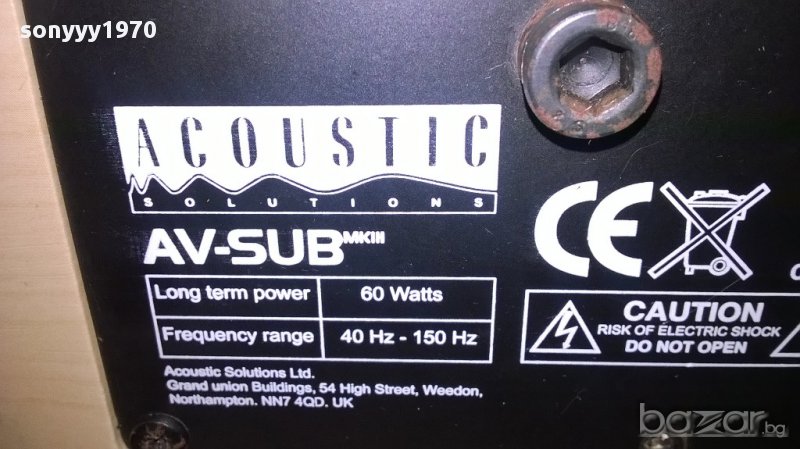 sonyyy1970
ACOUSTIC
SOLUTIONS
AV-SUB MKIII
Long term power 60 Watts
Frequency range 40 Hz - 150 Hz
Acoustic Solutions Ltd.
Grand union Buildings, 54 High Street, Weedon,
Northampton. NN7 4QD. UK
CE
CAUTION
RISK OF ELECTRIC SHOCK
DO NOT OPEN
bazar.bg